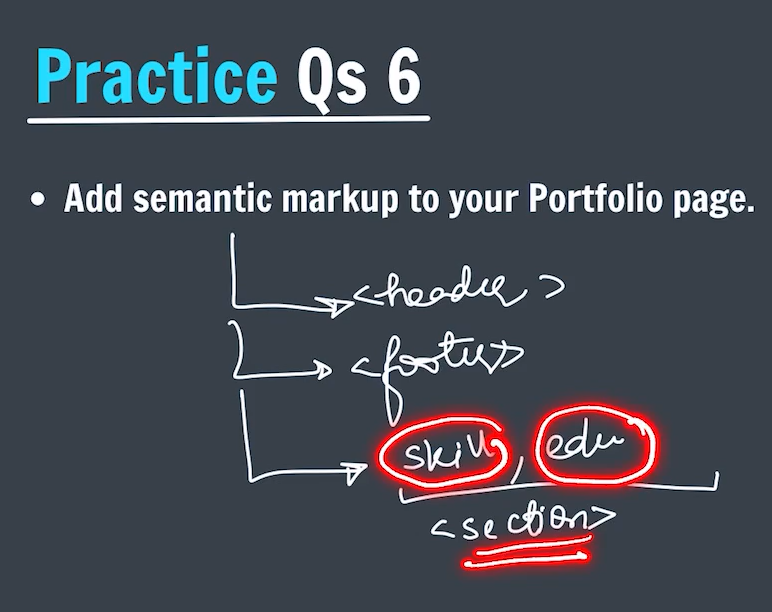 Practice Qs 6
• Add semantic markup to your Portfolio page.
<header>
<footer>
skill, edu
<section>